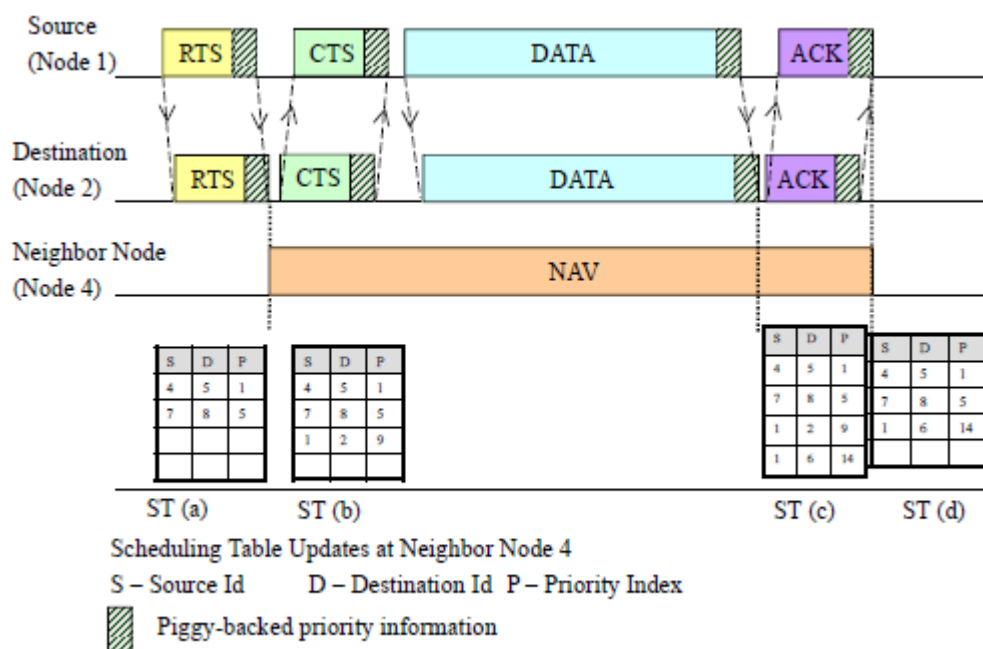 Source
(Node 1)
RTS
CTS
DATA
ACK
Destination
(Node 2)
RTS
CTS
DATA
ACK
Neighbor Node
(Node 4)
NAV
S D P
4 5 1
7 8 5
S D P
4 5 1
7 8 5
1 2 9
S D P
4 5 1
7 8 5
1 2 9
1 6 14
S D P
4 5 1
7 8 5
1 6 14
ST (a)
ST (b)
ST (c)
ST (d)
Scheduling Table Updates at Neighbor Node 4
S – Source Id D – Destination Id P – Priority Index
Piggy-backed priority information